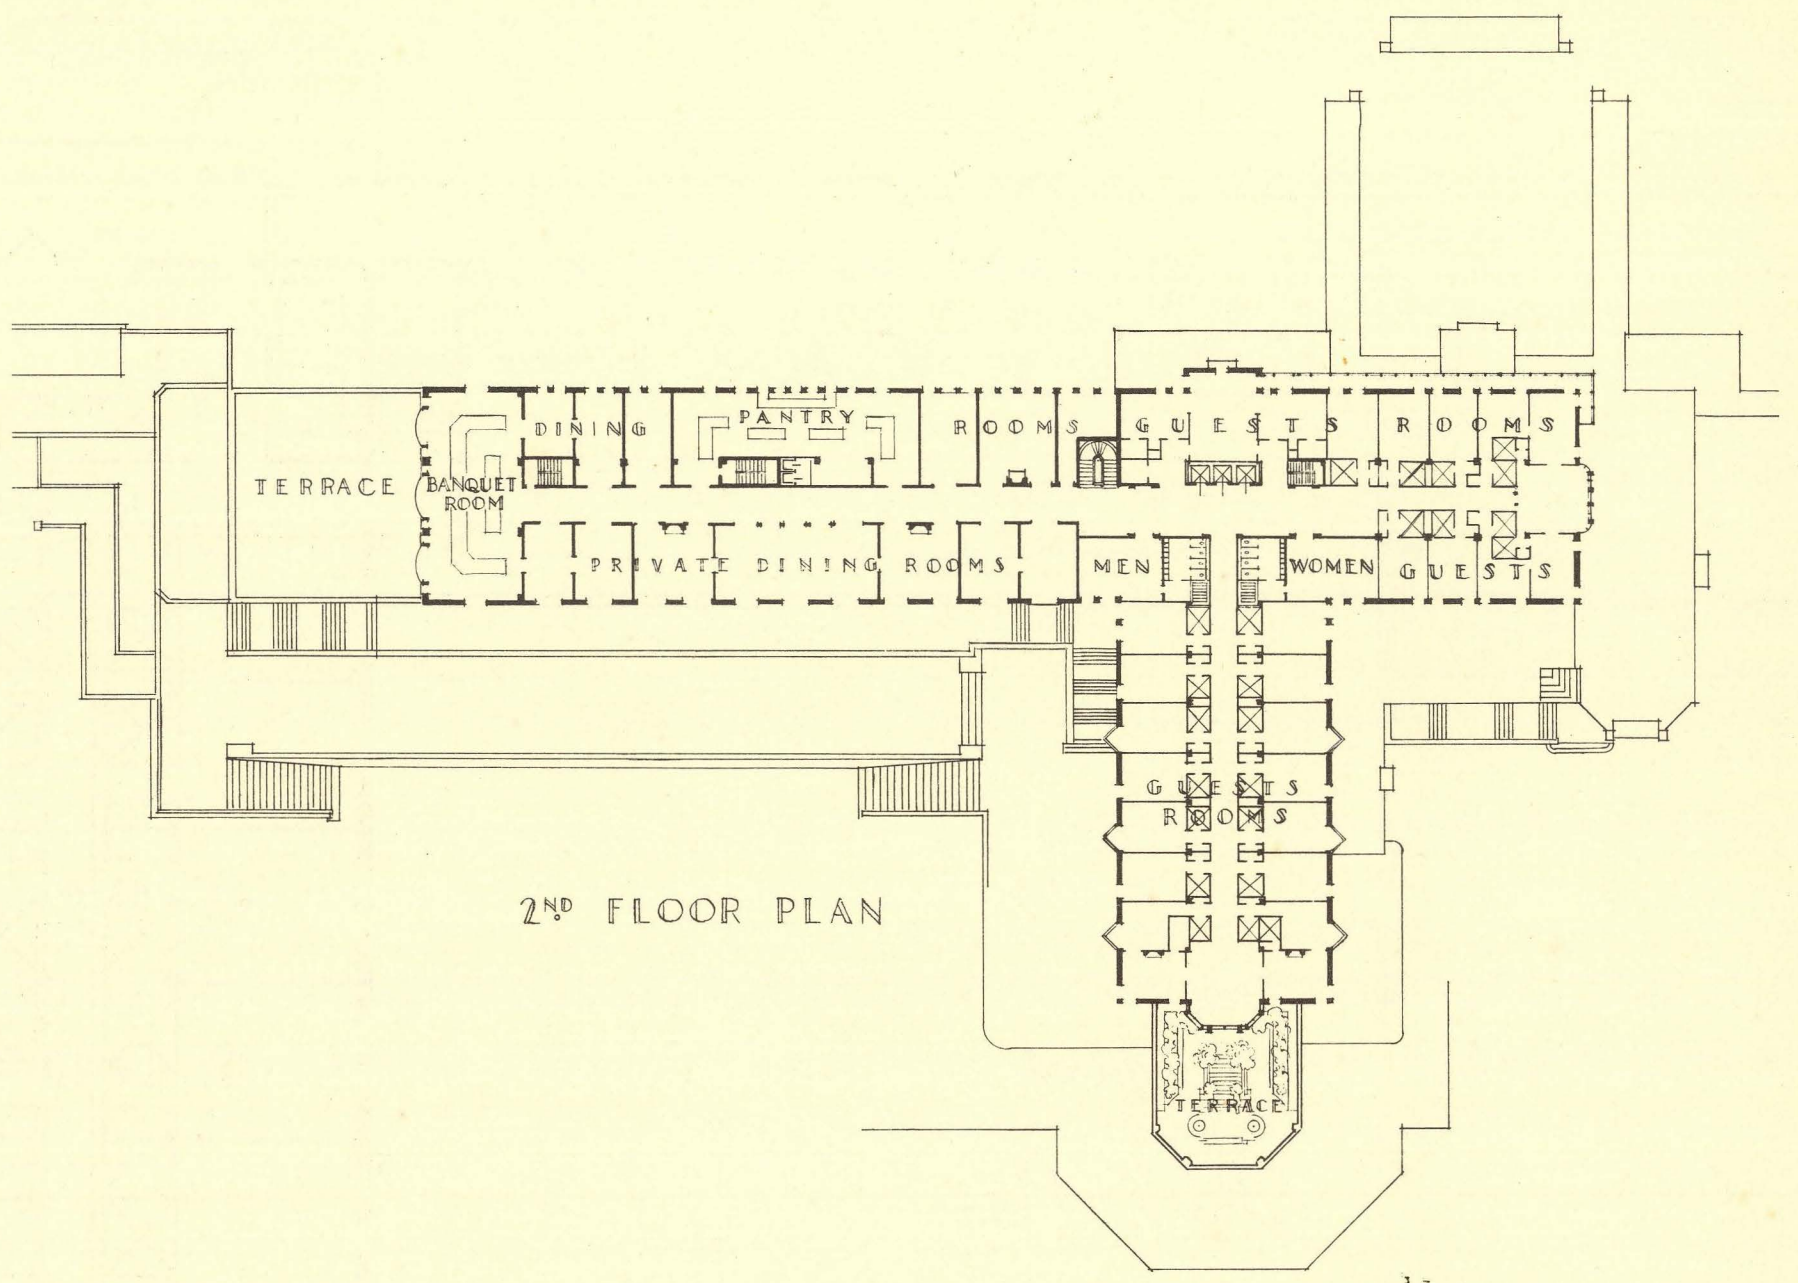 DINING
PANTRY
ROOMS
GUESTS ROOMS
TERRACE
BANQUET
ROOM
PRIVATE DINING ROOMS
MEN
WOMEN
GUESTS
GUESTS
ROOMS
2ND FLOOR PLAN
TERRACE